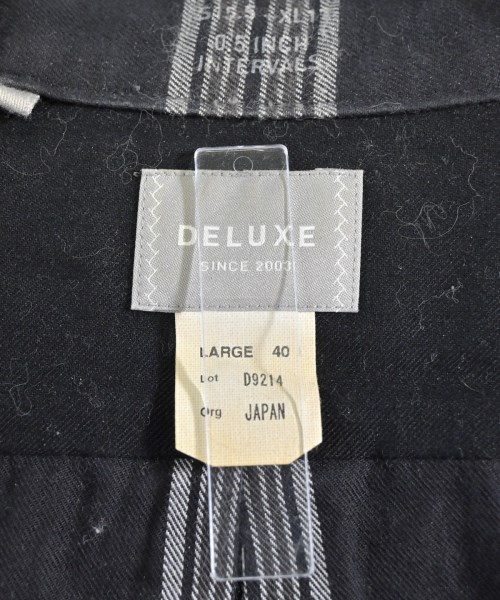 0.5 INCH
INTERVALS
DELUXE
SINCE 2003
LARGE 40
Lot D9214
Org JAPAN